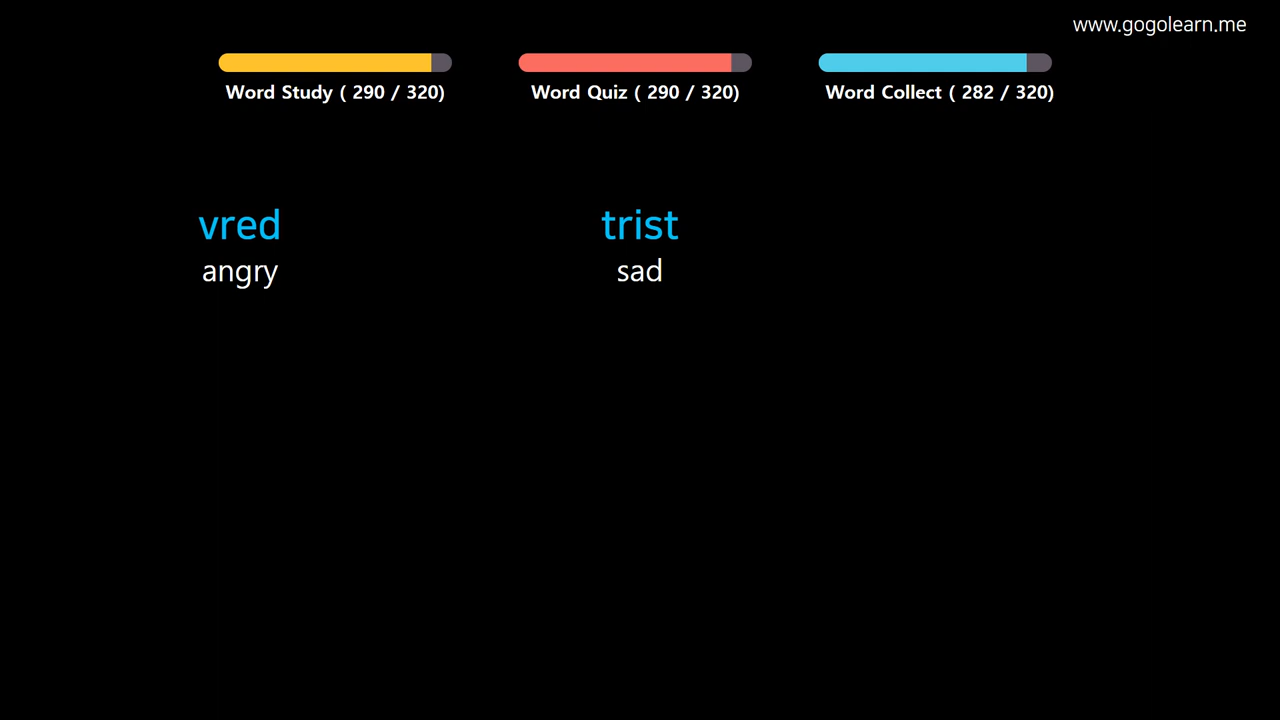 www.gogolearn.me
Word Study ( 290 / 320)
Word Quiz ( 290 / 320)
Word Collect ( 282 / 320)
vred
trist
angry
sad